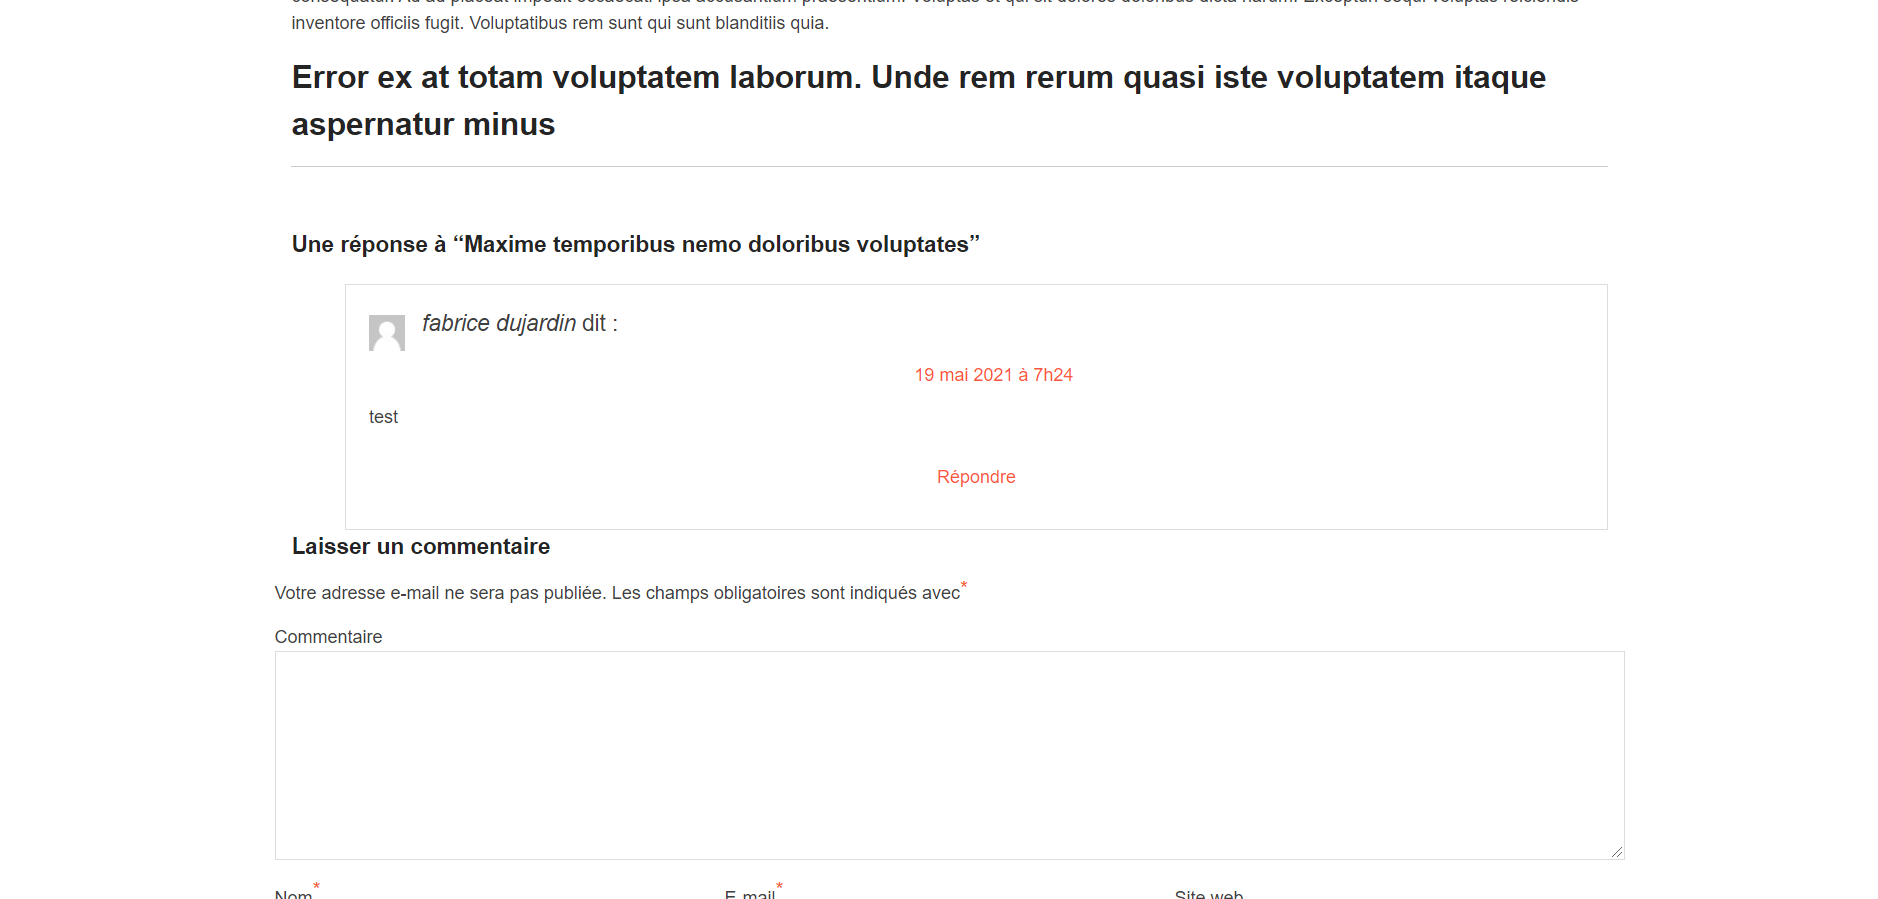 inventore officiis fugit. Voluptatibus rem sunt qui sunt blanditiis quia.
Error ex at totam voluptatem laborum. Unde rem rerum quasi iste voluptatem itaque
aspernatur minus
Une réponse à “Maxime temporibus nemo doloribus voluptates”
fabrice dujardin dit :
19 mai 2021 à 7h24
test
Répondre
Laisser un commentaire
Votre adresse e-mail ne sera pas publiée. Les champs obligatoires sont indiqués avec*
Commentaire
Nom* E-mail* Site web